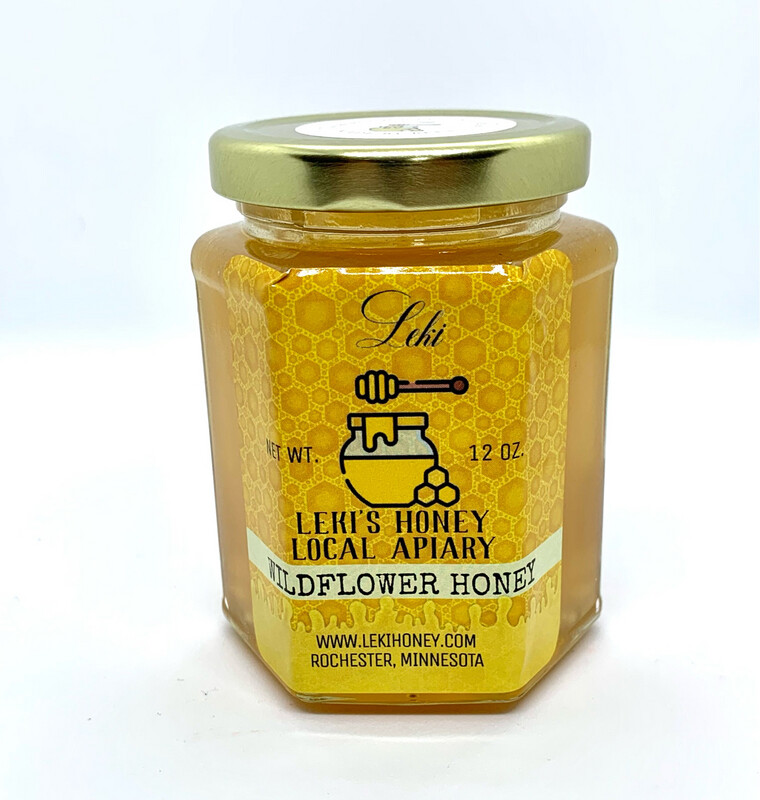 Leki
NET WT. 12 OZ.
LEKI'S HONEY
LOCAL APIARY
WILDFLOWER HONEY
WWW.LEKIHONEY.COM
ROCHESTER, MINNESOTA